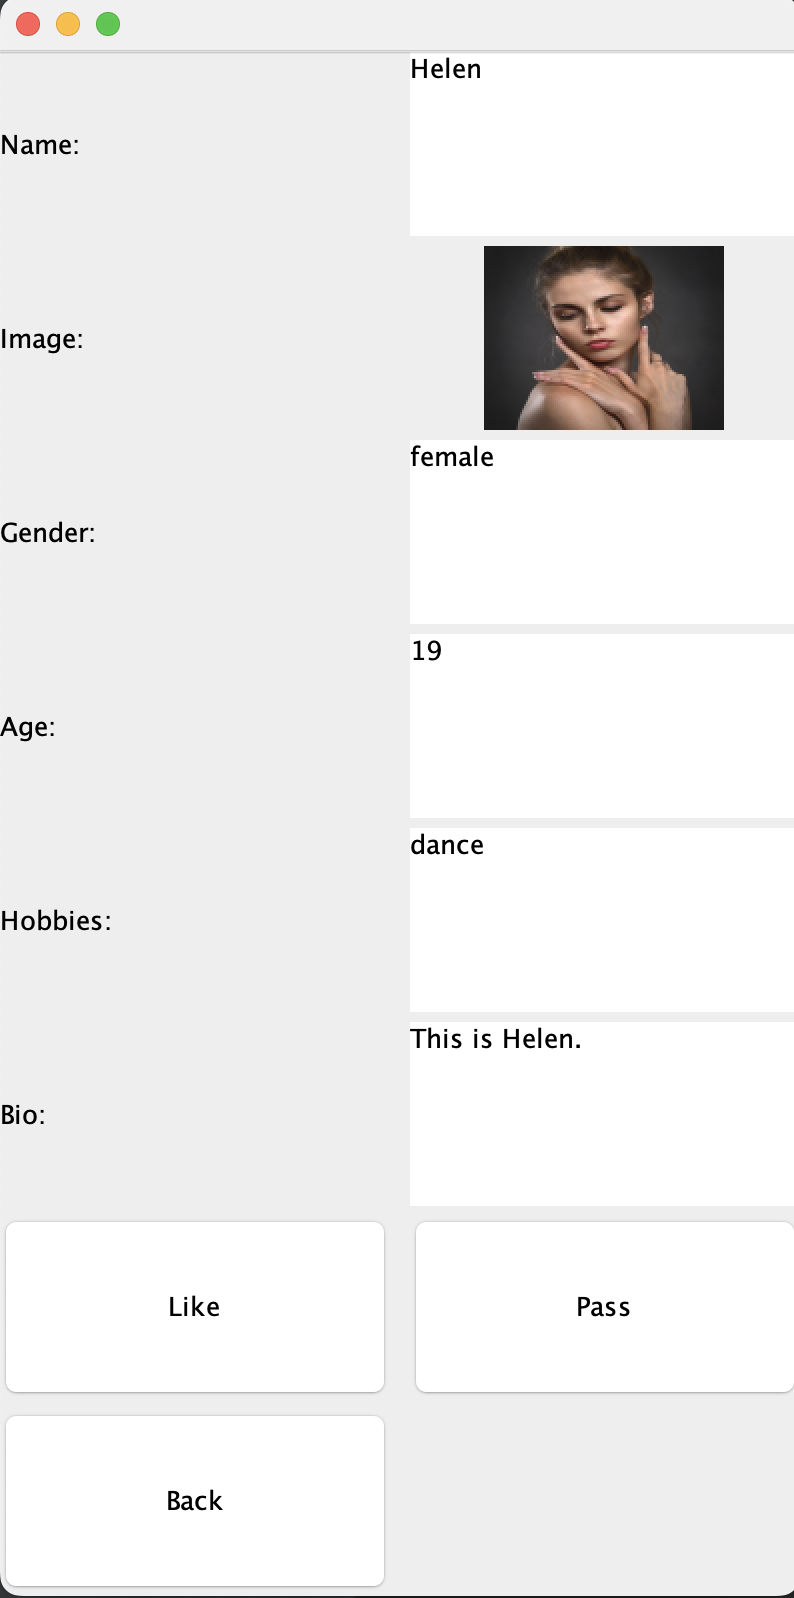 Name:
Helen
Image:
Gender:
female
Age:
19
Hobbies:
dance
Bio:
This is Helen.
Like
Pass
Back